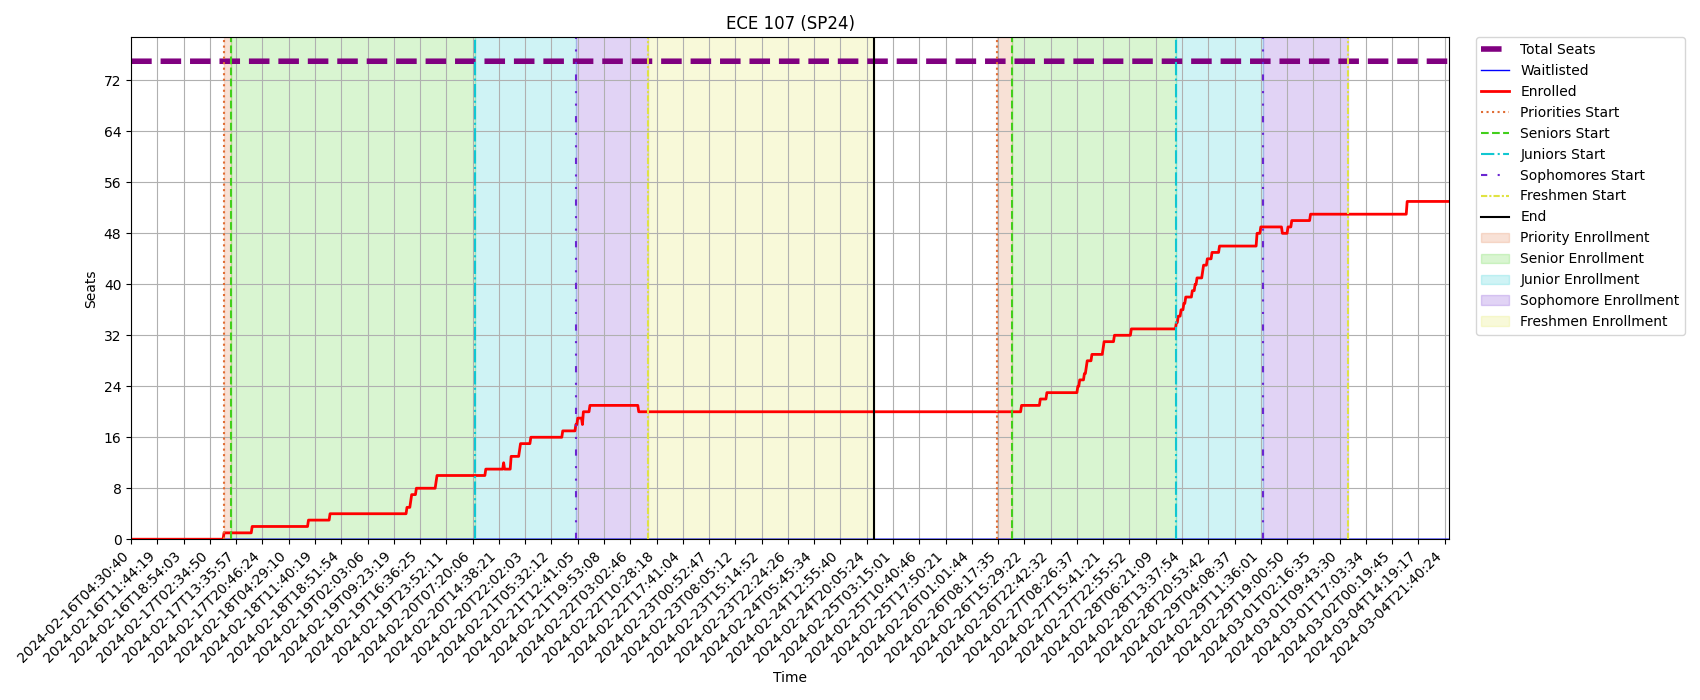 ECE 107 (SP24)
Seats
72
64
56
48
40
32
24
16
8
0
2024-02-16T04:30:40
2024-02-16T11:44:19
2024-02-16T18:54:03
2024-02-17T02:34:50
2024-02-17T13:35:57
2024-02-17T20:46:24
2024-02-18T04:29:10
2024-02-18T11:40:19
2024-02-18T18:51:54
2024-02-19T02:03:06
2024-02-19T09:23:19
2024-02-19T16:36:25
2024-02-19T23:52:11
2024-02-20T07:20:06
2024-02-20T14:38:21
2024-02-20T22:02:03
2024-02-21T05:32:12
2024-02-21T12:41:05
2024-02-21T19:53:08
2024-02-22T03:02:46
2024-02-22T10:28:18
2024-02-22T17:41:04
2024-02-23T00:52:47
2024-02-23T08:05:12
2024-02-23T15:14:52
2024-02-23T22:24:26
2024-02-24T05:45:34
2024-02-24T12:55:40
2024-02-24T20:05:24
2024-02-25T03:15:01
2024-02-25T10:40:46
2024-02-25T17:50:21
2024-02-26T01:01:44
2024-02-26T08:17:35
2024-02-26T15:29:22
2024-02-26T22:42:32
2024-02-27T08:26:37
2024-02-27T15:41:21
2024-02-27T22:55:52
2024-02-28T06:21:09
2024-02-28T13:37:54
2024-02-28T20:53:42
2024-02-29T04:08:37
2024-02-29T11:36:01
2024-02-29T19:00:50
2024-03-01T02:16:35
2024-03-01T09:43:30
2024-03-01T17:03:34
2024-03-02T00:19:45
2024-03-04T14:19:17
2024-03-04T21:40:24
Time
Total Seats
Waitlisted
Enrolled
Priorities Start
Seniors Start
Juniors Start
Sophomores Start
Freshmen Start
End
Priority Enrollment
Senior Enrollment
Junior Enrollment
Sophomore Enrollment
Freshmen Enrollment